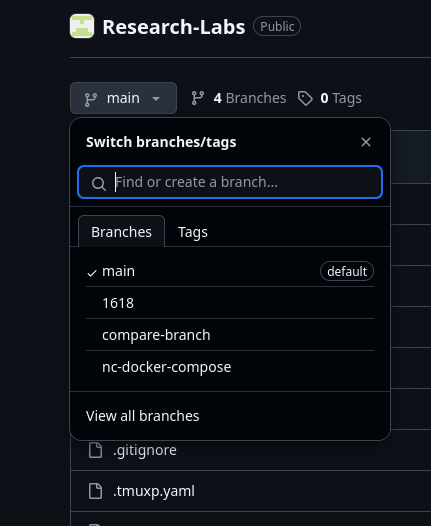 Research-Labs Public
main 4 Branches 0 Tags
Switch branches/tags
Find or create a branch...
Branches Tags
main default
1618
compare-branch
nc-docker-compose
View all branches
.gitignore
.tmuxp.yaml